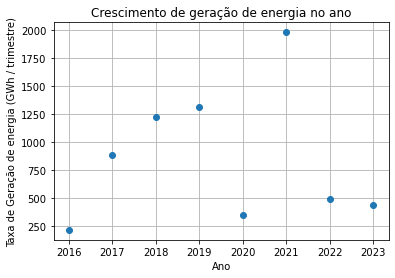 Crescimento de geração de energia no ano
Taxa de Geração de energia (GWh / trimestre)
2000
1750
1500
1250
1000
750
500
250
2016 2017 2018 2019 2020 2021 2022 2023
Ano